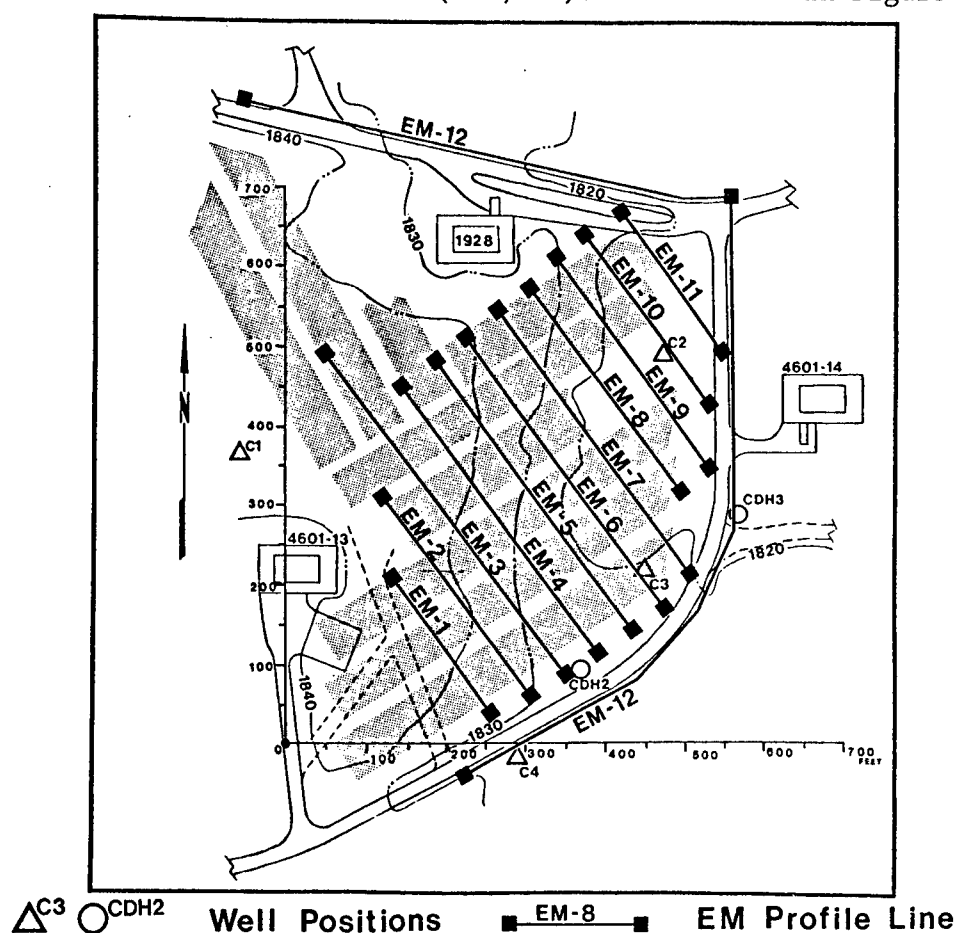 EM-12
1840
700
1820
1830
1928
600
EM-11
EM-10
500
C2
EM-9
4601-14
EM-8
400
C1
EM-7
300
EM-6
CDH3
EM-5
4601-13
EM-2
EM-3
1820
EM-4
200
C3
EM-1
100
CDH2
1840
1830
EM-12
0
100 200 300 400 500 600 700
FEET
C4
N
C3 CDH2 Well Positions EM-8 EM Profile Line